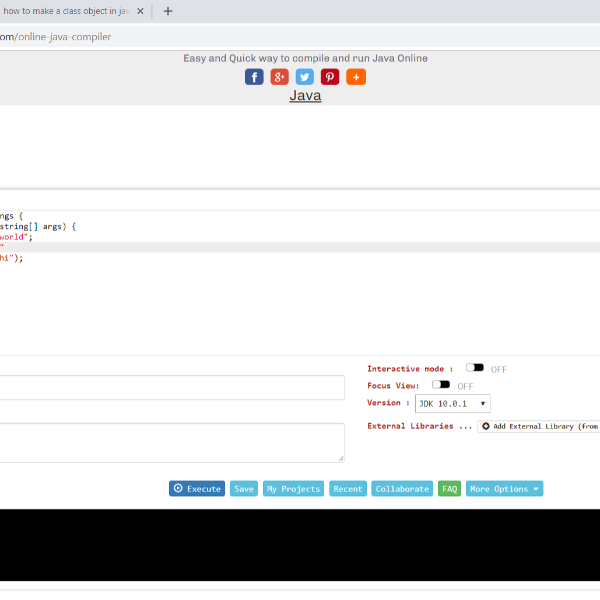 how to make a class object in jav
om/online-java-compiler
Easy and Quick way to compile and run Java Online
Java
ngs {
string[] args) {
world";
"
hi");
Interactive mode : OFF
Focus View: OFF
Version : JDK 10.0.1
External Libraries ... Add External Library (from
Execute Save My Projects Recent Collaborate FAQ More Options